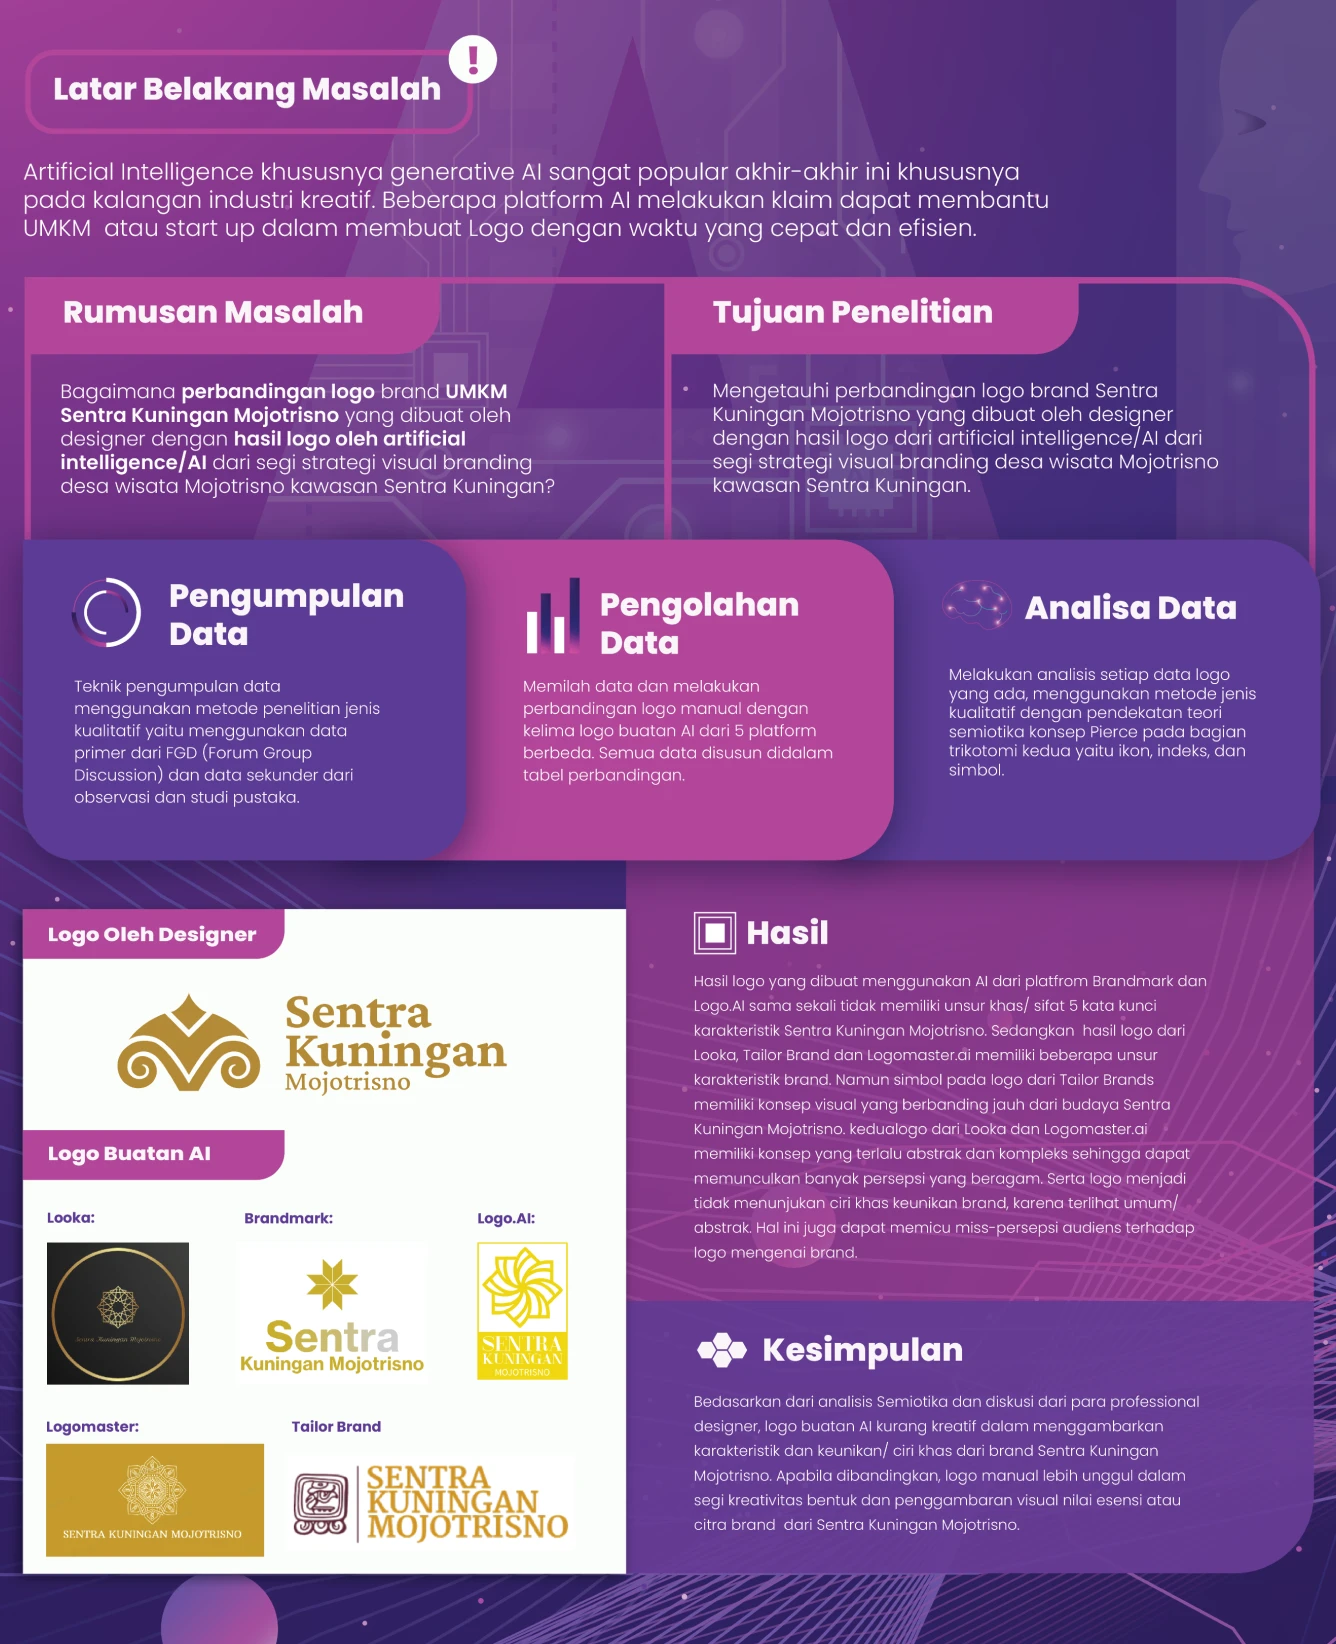 Latar Belakang Masalah
!
Artificial Intelligence khususnya generative AI sangat popular akhir-akhir ini khususnya
pada kalangan industri kreatif. Beberapa platform AI melakukan klaim dapat membantu
UMKM atau start up dalam membuat Logo dengan waktu yang cepat dan efisien.
Rumusan Masalah
Bagaimana perbandingan logo brand UMKM
Sentra Kuningan Mojotrisno yang dibuat oleh
designer dengan hasil logo oleh artificial
intelligence/AI dari segi strategi visual branding
desa wisata Mojotrisno kawasan Sentra Kuningan?
Tujuan Penelitian
• Mengetauhi perbandingan logo brand Sentra
Kuningan Mojotrisno yang dibuat oleh designer
dengan hasil logo dari artificial intelligence/AI dari
segi strategi visual branding desa wisata Mojotrisno
kawasan Sentra Kuningan.
Pengumpulan
Data
Teknik pengumpulan data
menggunakan metode penelitian jenis
kualitatif yaitu menggunakan data
primer dari FGD (Forum Group
Discussion) dan data sekunder dari
observasi dan studi pustaka.
Pengolahan
Data
Memilah data dan melakukan
perbandingan logo manual dengan
kelima logo buatan AI dari 5 platform
berbeda. Semua data disusun didalam
tabel perbandingan.
Analisa Data
Melakukan analisis setiap data logo
yang ada, menggunakan metode jenis
kualitatif dengan pendekatan teori
semiotika konsep Pierce pada bagian
trikotomi kedua yaitu ikon, indeks, dan
simbol.
Logo Oleh Designer
Sentra
Kuningan
Mojotrisno
Logo Buatan AI
Looka:
Sentra Kuningan Mojotrisno
Brandmark:
Sentra
Kuningan Mojotrisno
Logo.AI:
SENTRA
KUNINGAN
MOJOTRISNO
Logomaster:
SENTRA KUNINGAN MOJOTRISNO
Tailor Brand
SENTRA
KUNINGAN
MOJOTRISNO
Hasil
Hasil logo yang dibuat menggunakan AI dari platfrom Brandmark dan
Logo.AI sama sekali tidak memiliki unsur khas/ sifat 5 kata kunci
karakteristik Sentra Kuningan Mojotrisno. Sedangkan hasil logo dari
Looka, Tailor Brand dan Logomaster.ai memiliki beberapa unsur
karakteristik brand. Namun simbol pada logo dari Tailor Brands
memiliki konsep visual yang berbanding jauh dari budaya Sentra
Kuningan Mojotrisno. kedualogo dari Looka dan Logomaster.ai
memiliki konsep yang terlalu abstrak dan kompleks sehingga dapat
memunculkan banyak persepsi yang beragam. Serta logo menjadi
tidak menunjukan ciri khas keunikan brand, karena terlihat umum/
abstrak. Hal ini juga dapat memicu miss-persepsi audiens terhadap
logo mengenai brand.
Kesimpulan
Bedasarkan dari analisis Semiotika dan diskusi dari para professional
designer, logo buatan AI kurang kreatif dalam menggambarkan
karakteristik dan keunikan/ ciri khas dari brand Sentra Kuningan
Mojotrisno. Apabila dibandingkan, logo manual lebih unggul dalam
segi kreativitas bentuk dan penggambaran visual nilai esensi atau
citra brand dari Sentra Kuningan Mojotrisno.